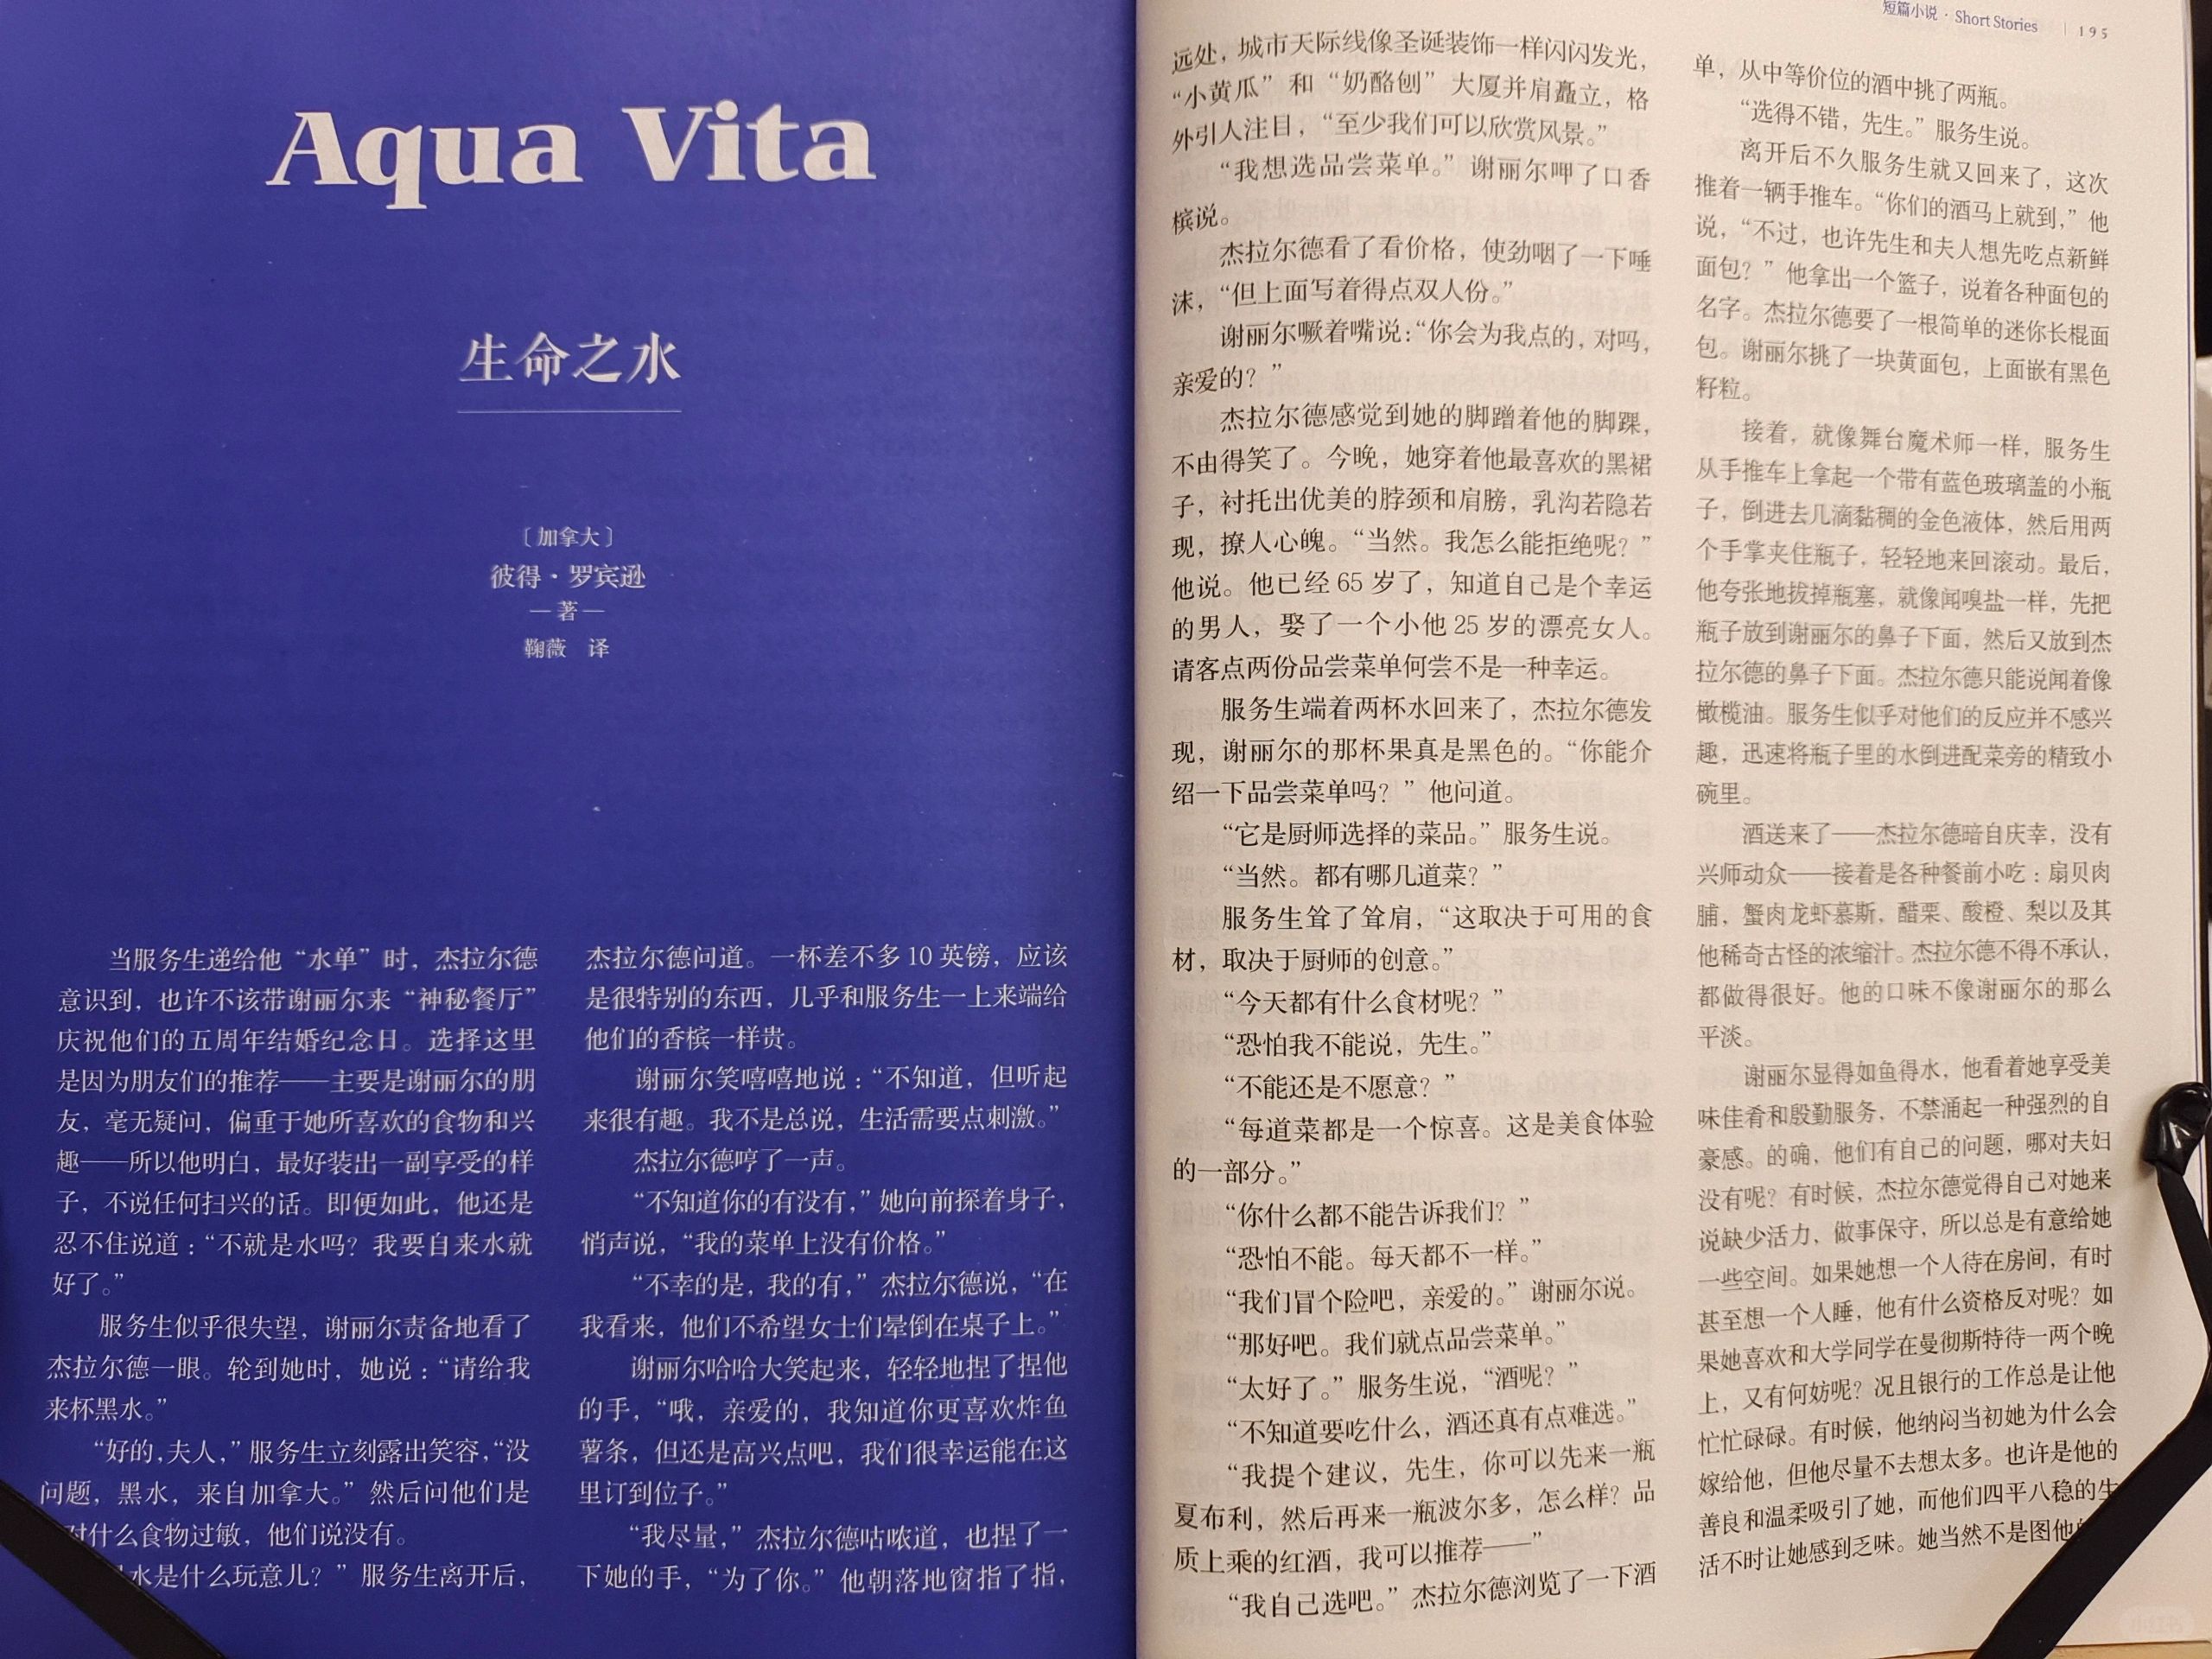 Aqua Vita
生命之水
〔加拿大〕
彼得·罗宾逊
—著—
鞠薇 译
当服务生递给他“水单”时，杰拉尔德
意识到，也许不该带谢丽尔来“神秘餐厅”
庆祝他们的五周年结婚纪念日。选择这里
是因为朋友们的推荐——主要是谢丽尔的朋
友，毫无疑问，偏重于她所喜欢的食物和兴
趣——所以他明白，最好装出一副享受的样
子，不说任何扫兴的话。即便如此，他还是
忍不住说道：“不就是水吗？我要自来水就
好了。”
服务生似乎很失望，谢丽尔责备地看了
杰拉尔德一眼。轮到她时，她说：“请给我
来杯黑水。”
“好的，夫人，”服务生立刻露出笑容，“没
问题，黑水，来自加拿大。”然后问他们是
对什么食物过敏，他们说没有。
水是什么玩意儿？”服务生离开后，
杰拉尔德问道。一杯差不多10英镑，应该
是很特别的东西，几乎和服务生一上来端给
他们的香槟一样贵。
谢丽尔笑嘻嘻地说：“不知道，但听起
来很有趣。我不是总说，生活需要点刺激。”
杰拉尔德哼了一声。
“不知道你的有没有，”她向前探着身子，
悄声说，“我的菜单上没有价格。”
“不幸的是，我的有，”杰拉尔德说，“在
我看来，他们不希望女士们晕倒在桌子上。”
谢丽尔哈哈大笑起来，轻轻地捏了捏他
的手，“哦，亲爱的，我知道你更喜欢炸鱼
薯条，但还是高兴点吧，我们很幸运能在这
里订到位子。”
“我尽量，”杰拉尔德咕哝道，也捏了一
下她的手，“为了你。”他朝落地窗指了指，
短篇小说·Short Stories | 195
远处，城市天际线像圣诞装饰一样闪闪发光，
“小黄瓜”和“奶酪刨”大厦并肩矗立，格
外引人注目，“至少我们可以欣赏风景。”
“我想选品尝菜单。”谢丽尔呷了口香
槟说。
杰拉尔德看了看价格，使劲咽了一下唾
沫，“但上面写着得点双人份。”
谢丽尔噘着嘴说：“你会为我点的，对吗，
亲爱的？”
杰拉尔德感觉到她的脚蹭着他的脚踝，
不由得笑了。今晚，她穿着他最喜欢的黑裙
子，衬托出优美的脖颈和肩膀，乳沟若隐若
现，撩人心魄。“当然。我怎么能拒绝呢？”
他说。他已经65岁了，知道自己是个幸运
的男人，娶了一个小他25岁的漂亮女人。
请客点两份品尝菜单何尝不是一种幸运。
服务生端着两杯水回来了，杰拉尔德发
现，谢丽尔的那杯果真是黑色的。“你能介
绍一下品尝菜单吗？”他问道。
“它是厨师选择的菜品。”服务生说。
“当然。都有哪几道菜？”
服务生耸了耸肩，“这取决于可用的食
材，取决于厨师的创意。”
“今天都有什么食材呢？”
“恐怕我不能说，先生。”
“不能还是不愿意？”
“每道菜都是一个惊喜。这是美食体验
的一部分。”
“你什么都不能告诉我们？”
“恐怕不能。每天都不一样。”
“我们冒个险吧，亲爱的。”谢丽尔说。
“那好吧。我们就点品尝菜单。”
“太好了。”服务生说，“酒呢？”
“不知道要吃什么，酒还真有点难选。”
“我提个建议，先生，你可以先来一瓶
夏布利，然后再来一瓶波尔多，怎么样？品
质上乘的红酒，我可以推荐——”
“我自己选吧。”杰拉尔德浏览了一下酒
单，从中等价位的酒中挑了两瓶。
“选得不错，先生。”服务生说。
离开后不久服务生就又回来了，这次
推着一辆手推车。“你们的酒马上就到，”他
说，“不过，也许先生和夫人想先吃点新鲜
面包？”他拿出一个篮子，说着各种面包的
名字。杰拉尔德要了一根简单的迷你长棍面
包。谢丽尔挑了一块黄面包，上面嵌有黑色
籽粒。
接着，就像舞台魔术师一样，服务生
从手推车上拿起一个带有蓝色玻璃盖的小瓶
子，倒进去几滴黏稠的金色液体，然后用两
个手掌夹住瓶子，轻轻地来回滚动。最后，
他夸张地拔掉瓶塞，就像闻嗅盐一样，先把
瓶子放到谢丽尔的鼻子下面，然后又放到杰
拉尔德的鼻子下面。杰拉尔德只能说闻着像
橄榄油。服务生似乎对他们的反应并不感兴
趣，迅速将瓶子里的水倒进配菜旁的精致小
碗里。
酒送来了——杰拉尔德暗自庆幸，没有
兴师动众——接着是各种餐前小吃：扇贝肉
脯，蟹肉龙虾慕斯，醋栗、酸橙、梨以及其
他稀奇古怪的浓缩汁。杰拉尔德不得不承认，
都做得很好。他的口味不像谢丽尔的那么
平淡。
谢丽尔显得如鱼得水，他看着她享受美
味佳肴和殷勤服务，不禁涌起一种强烈的自
豪感。的确，他们有自己的问题，哪对夫妇
没有呢？有时候，杰拉尔德觉得自己对她来
说缺少活力，做事保守，所以总是有意给她
一些空间。如果她想一个人待在房间，有时
甚至想一个人睡，他有什么资格反对呢？如
果她喜欢和大学同学在曼彻斯特待一两个晚
上，又有何妨呢？况且银行的工作总是让他
忙忙碌碌。有时候，他纳闷当初她为什么会
嫁给他，但他尽量不去想太多。也许是他的
善良和温柔吸引了她，而他们四平八稳的生
活不时让她感到乏味。她当然不是图他